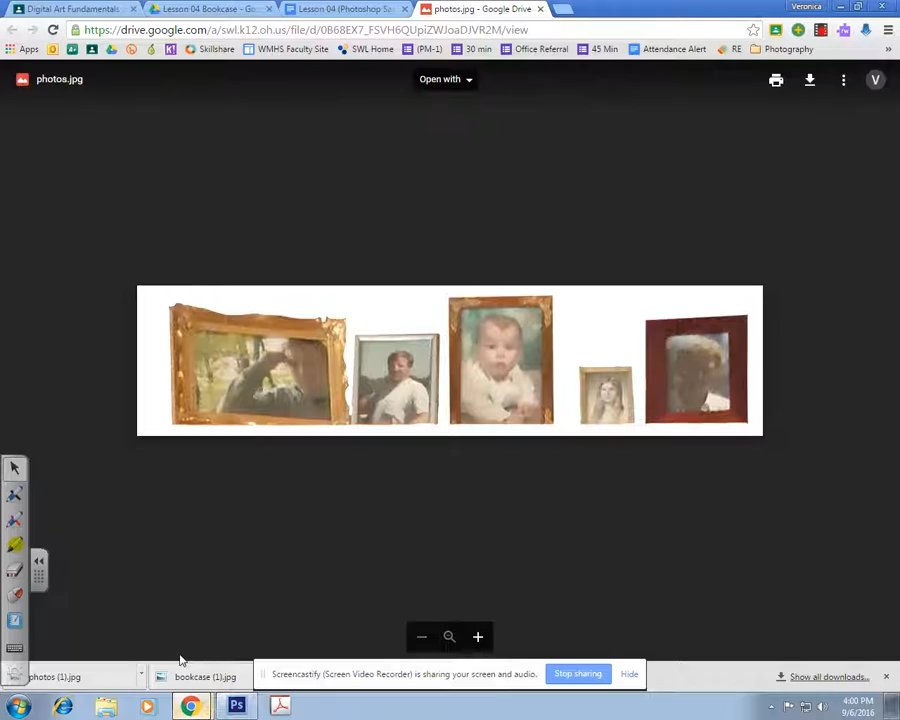 Digital Art Fundamentals
Lesson 04 Bookcase - Go
Lesson 04 (Photoshop Sa
photos.jpg - Google Drive
Veronica
https://drive.google.com/a/swl.k12.oh.us/file/d/0B68EX7_FSVH6QUpiZWJoaDJVR2M/view
Apps
Skillshare
WMHS Faculty Site
SWL Home
(PM-1)
30 min
Office Referral
45 Min
Attendance Alert
RE
Photography
photos.jpg
Open with
V
photos (1).jpg
bookcase (1).jpg
Screencastify (Screen Video Recorder) is sharing your screen and audio.
Stop sharing
Hide
Show all downloads...
Ps
4:00 PM
9/6/2016